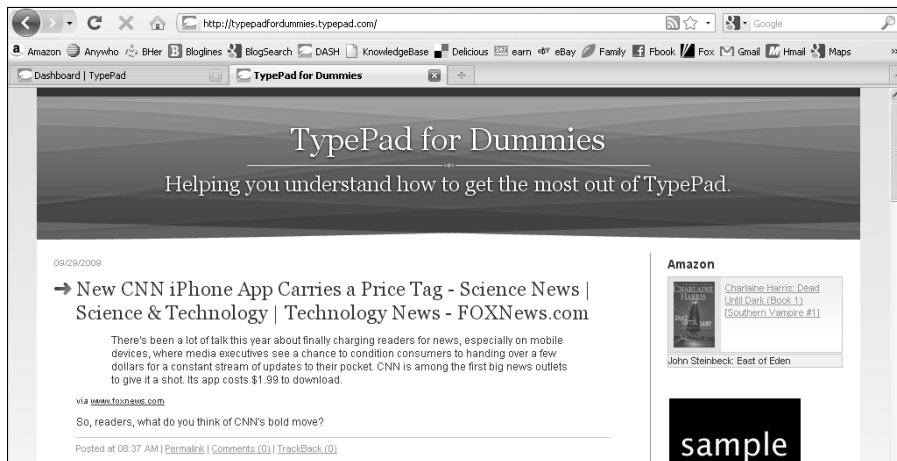 http://typepadfordummies.typepad.com/
Google
a Amazon Anywho BHer B Bloglines BlogSearch DASH KnowledgeBase Delicious earn eBay Family Fbook Fox Gmail Hmail Maps »
Dashboard | TypePad
TypePad for Dummies
TypePad for Dummies
Helping you understand how to get the most out of TypePad.
09/29/2009
New CNN iPhone App Carries a Price Tag - Science News |
Science & Technology | Technology News - FOXNews.com
There's been a lot of talk this year about finally charging readers for news, especially on mobile
devices, where media executives see a chance to condition consumers to handing over a few
dollars for a constant stream of updates to their pocket. CNN is among the first big news outlets
to give it a shot. Its app costs $1.99 to download.
via www.foxnews.com
So, readers, what do you think of CNN's bold move?
Posted at 08:37 AM | Permalink | Comments (0) | TrackBack (0)
Amazon
CHARLAINE
HARRIS
DEAD
UNTIL DARK
Charlaine Harris: Dead
Until Dark (Book 1)
[Southern Vampire #1]
John Steinbeck: East of Eden
sample